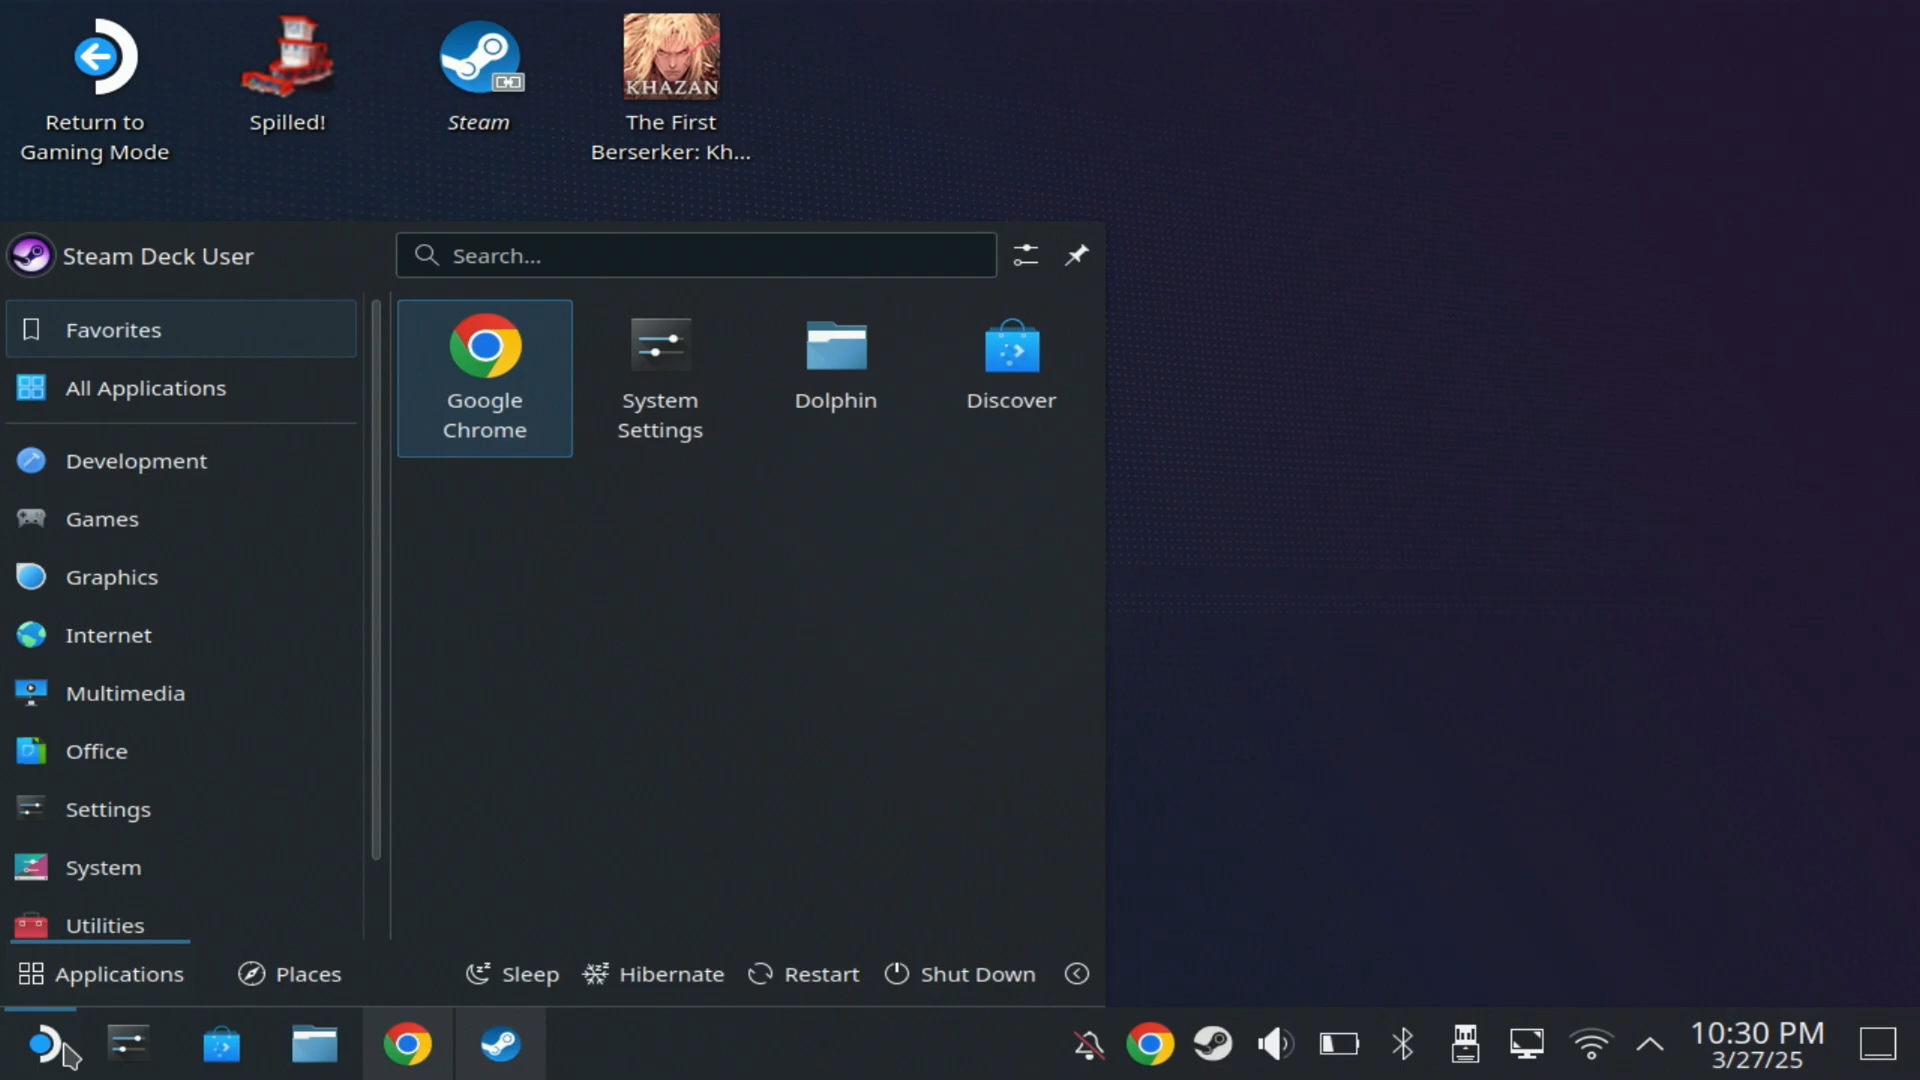 Return to
Gaming Mode
Spilled!
Steam
KHAZAN
The First
Berserker: Kh...
Steam Deck User
Search...
Favorites
All Applications
Development
Games
Graphics
Internet
Multimedia
Office
Settings
System
Utilities
Google
Chrome
System
Settings
Dolphin
Discover
Applications
Places
Sleep
Hibernate
Restart
Shut Down
10:30 PM
3/27/25